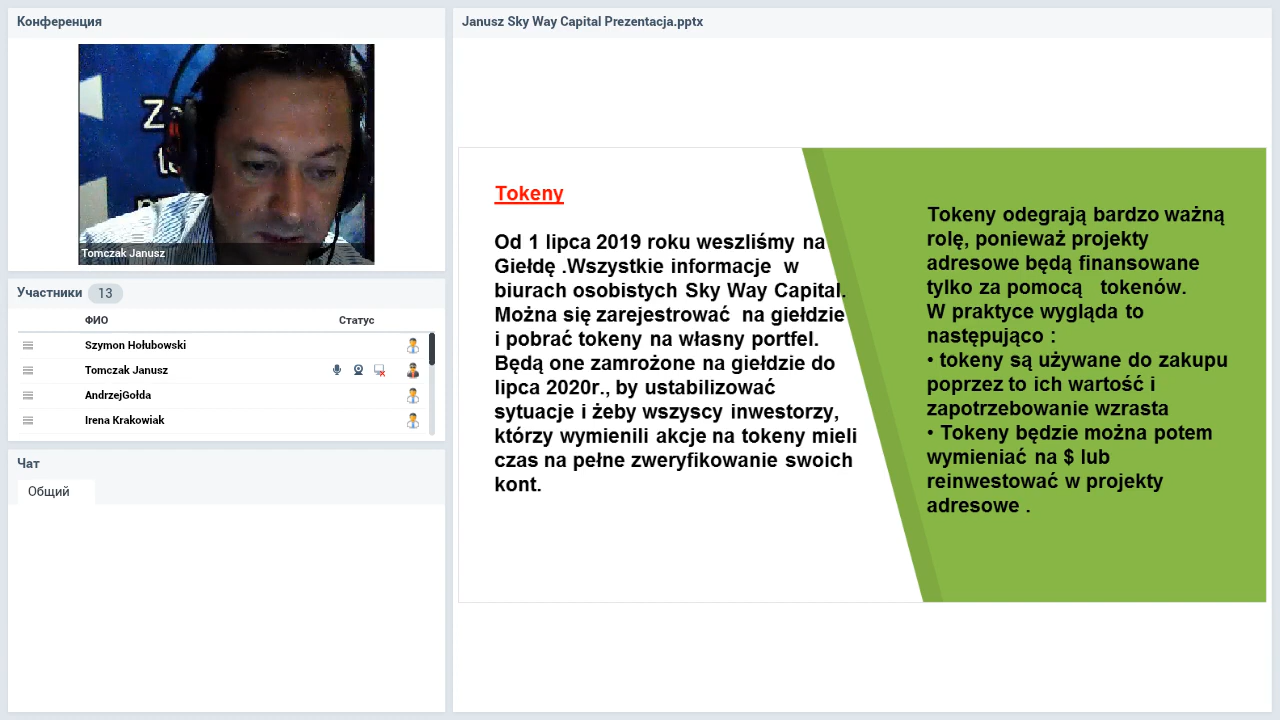 Конференция
Tomczak Janusz
Участники 13
ФИО Статус
Szymon Hołubowski
Tomczak Janusz
AndrzejGołda
Irena Krakowiak
Чат
Общий
Janusz Sky Way Capital Prezentacja.pptx
Tokeny
Od 1 lipca 2019 roku weszliśmy na
Giełdę .Wszystkie informacje w
biurach osobistych Sky Way Capital.
Można się zarejestrować na giełdzie
i pobrać tokeny na własny portfel.
Będą one zamrożone na giełdzie do
lipca 2020r., by ustabilizować
sytuacje i żeby wszyscy inwestorzy,
którzy wymienili akcje na tokeny mieli
czas na pełne zweryfikowanie swoich
kont.
Tokeny odegrają bardzo ważną
rolę, ponieważ projekty
adresowe będą finansowane
tylko za pomocą tokenów.
W praktyce wygląda to
następująco :
• tokeny są używane do zakupu
poprzez to ich wartość i
zapotrzebowanie wzrasta
• Tokeny będzie można potem
wymieniać na $ lub
reinwestować w projekty
adresowe .